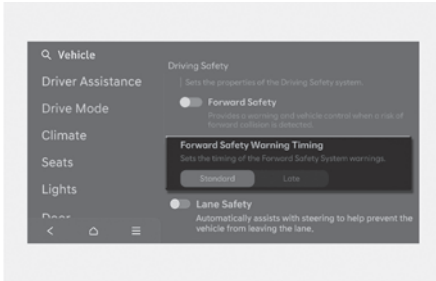 Vehicle
Driver Assistance
Drive Mode
Climate
Seats
Lights
Door
Driving Safety
Sets the properties of the Driving Safety system.
Forward Safety
Provides a warning and vehicle control when a risk of
forward collision is detected.
Forward Safety Warning Timing
Sets the timing of the Forward Safety System warnings.
Standard Late
Lane Safety
Automatically assists with steering to help prevent the
vehicle from leaving the lane.